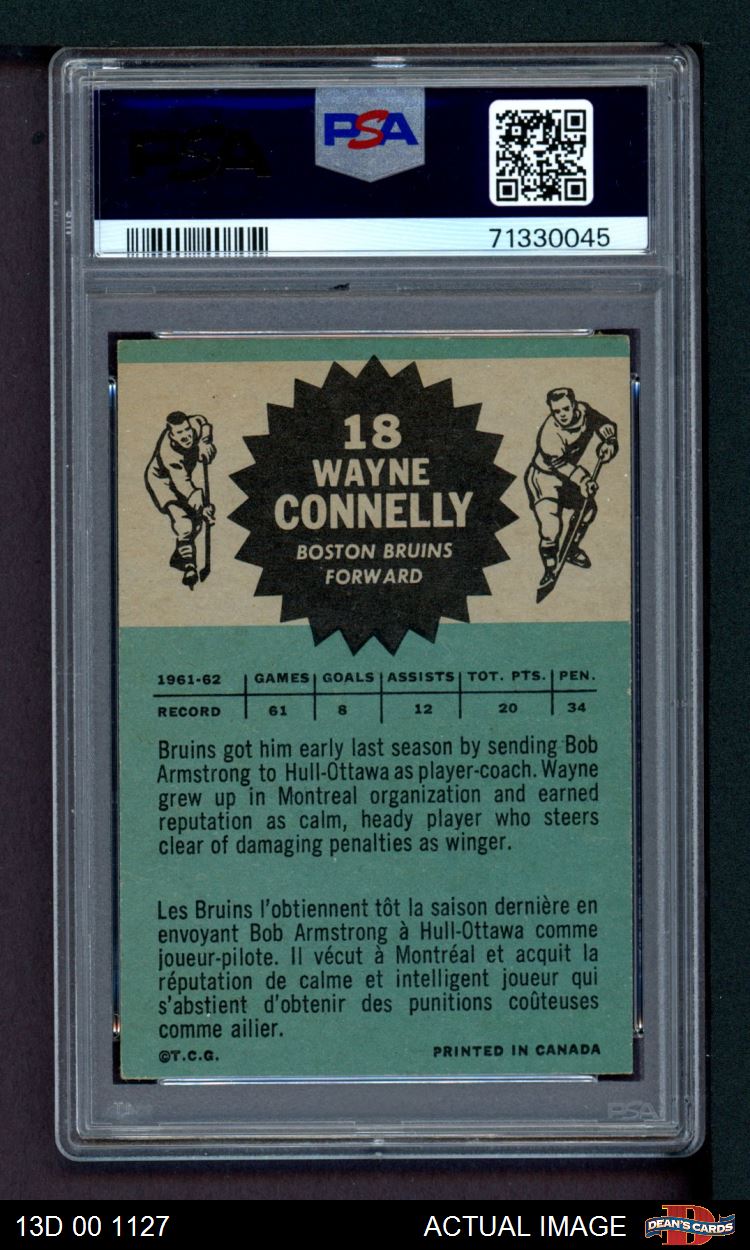 PSA
PSA
71330045
18
WAYNE
CONNELLY
BOSTON BRUINS
FORWARD
1961-62 GAMES GOALS ASSISTS TOT. PTS. PEN.
RECORD 61 8 12 20 34
Bruins got him early last season by sending Bob
Armstrong to Hull-Ottawa as player-coach. Wayne
grew up in Montreal organization and earned
reputation as calm, heady player who steers
clear of damaging penalties as winger.
Les Bruins l'obtiennent tôt la saison dernière en
envoyant Bob Armstrong à Hull-Ottawa comme
joueur-pilote. Il vécut à Montréal et acquit la
réputation de calme et intelligent joueur qui
s'abstient d'obtenir des punitions coûteuses
comme ailier.
©T.C.G. PRINTED IN CANADA
PSA
13D 00 1127 ACTUAL IMAGE DEAN'S CARDS